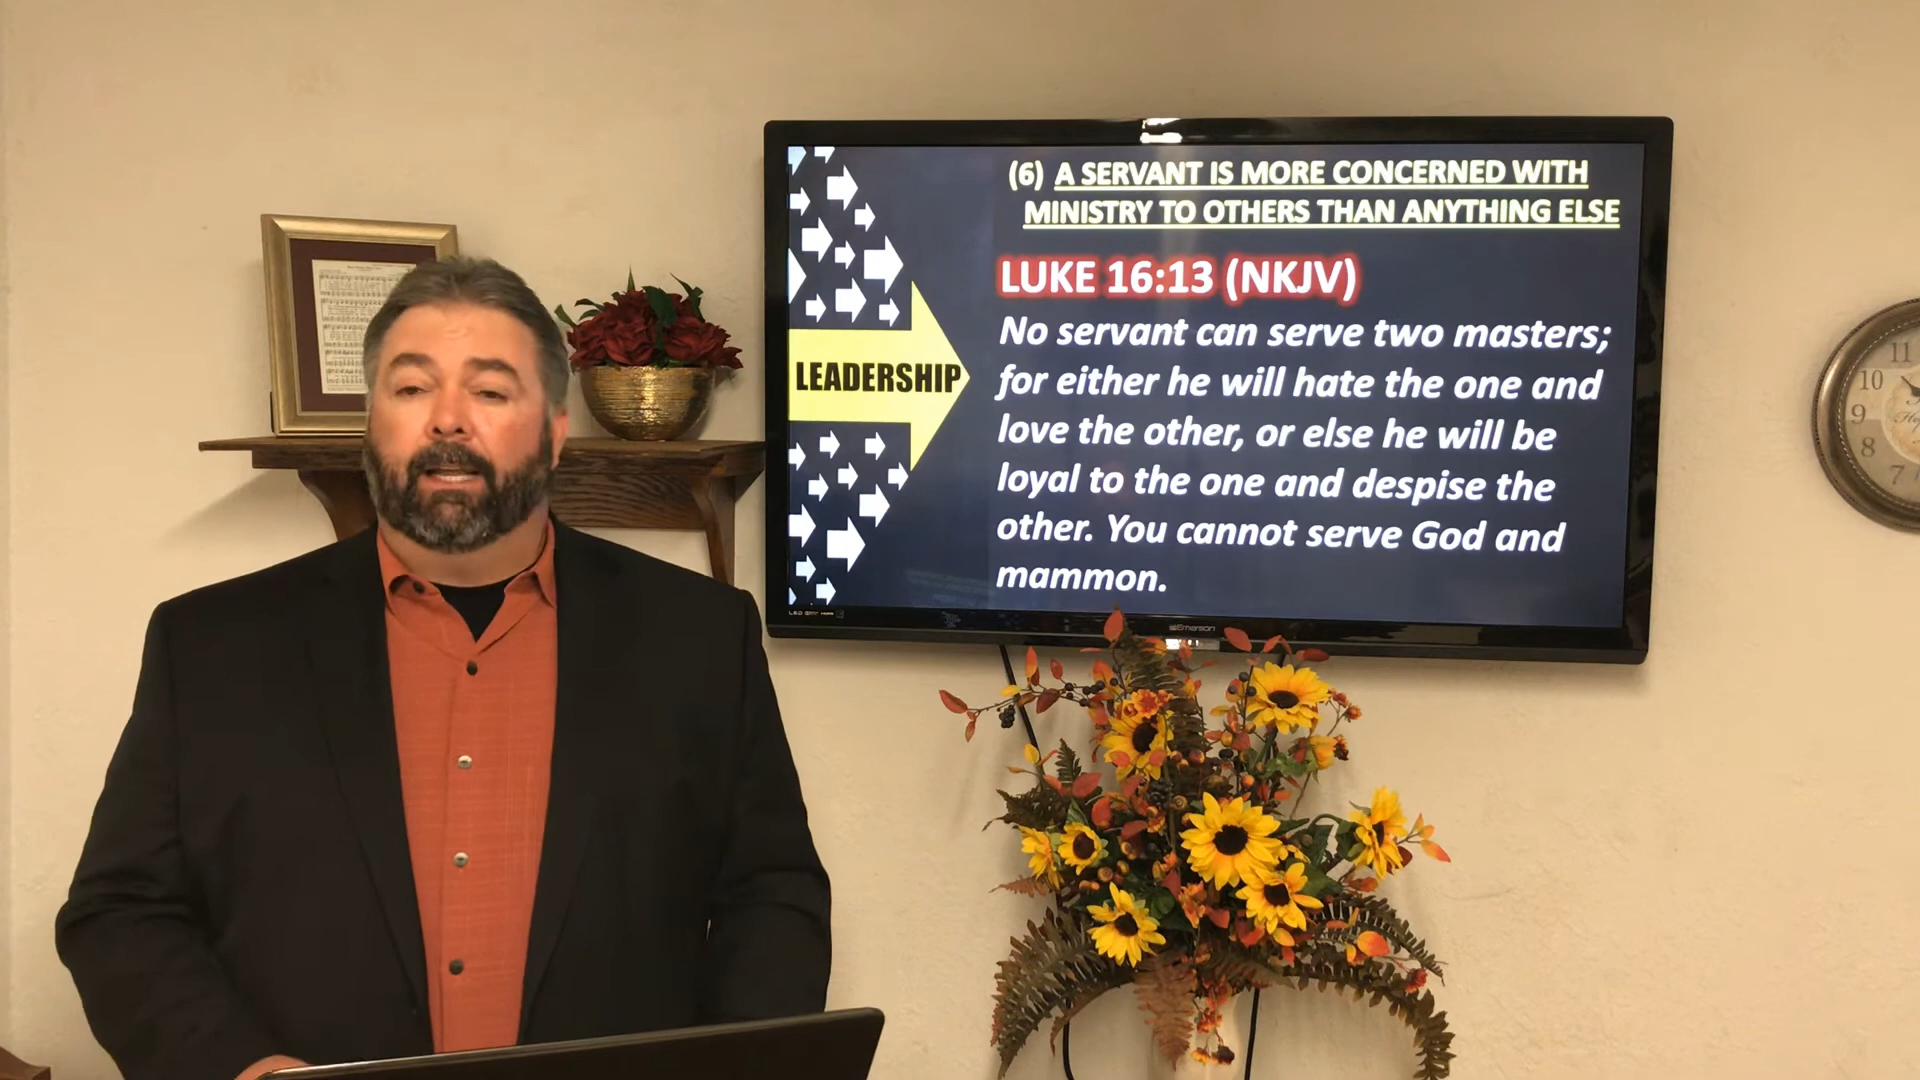 (6) A SERVANT IS MORE CONCERNED WITH
MINISTRY TO OTHERS THAN ANYTHING ELSE
LUKE 16:13 (NKJV)
No servant can serve two masters;
for either he will hate the one and
love the other, or else he will be
loyal to the one and despise the
other. You cannot serve God and
mammon.
LEADERSHIP
Emerson
11
10
9
8
7